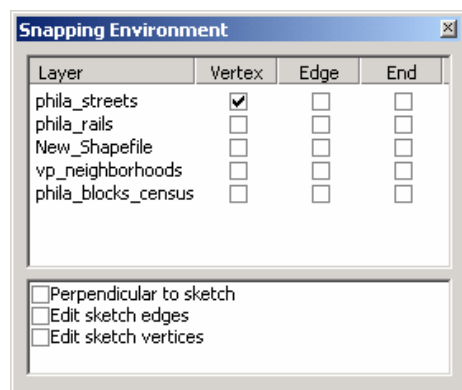 Snapping Environment
Layer Vertex Edge End
phila_streets
phila_rails
New_Shapefile
vp_neighborhoods
phila_blocks_census
Perpendicular to sketch
Edit sketch edges
Edit sketch vertices